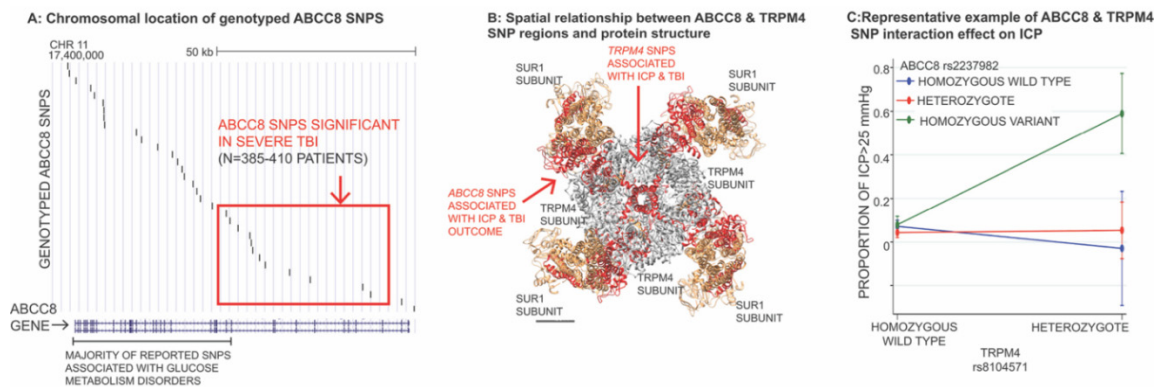 A: Chromosomal location of genotyped ABCC8 SNPS
CHR 11
17,400,000
50 kb
GENOTYPED ABCC8 SNPS
ABCC8 SNPS SIGNIFICANT
IN SEVERE TBI
(N=385-410 PATIENTS)
ABCC8
GENE
MAJORITY OF REPORTED SNPS
ASSOCIATED WITH GLUCOSE
METABOLISM DISORDERS
B: Spatial relationship between ABCC8 & TRPM4
SNP regions and protein structure
TRPM4 SNPS
ASSOCIATED
WITH ICP & TBI
SUR1
SUBUNIT
SUR1
SUBUNIT
TRPM4
SUBUNIT
ABCC8 SNPS
ASSOCIATED
WITH ICP & TBI
OUTCOME
TRPM4
SUBUNIT
TRPM4
SUBUNIT
SUR1
SUBUNIT
SUR1
SUBUNIT
C:Representative example of ABCC8 & TRPM4
SNP interaction effect on ICP
ABCC8 rs2237982
HOMOZYGOUS WILD TYPE
HETEROZYGOTE
HOMOZYGOUS VARIANT
PROPORTION OF ICP>25 mmHg
0.8
0.6
0.4
0.2
0
HOMOZYGOUS
WILD TYPE
HETEROZYGOTE
TRPM4
rs8104571